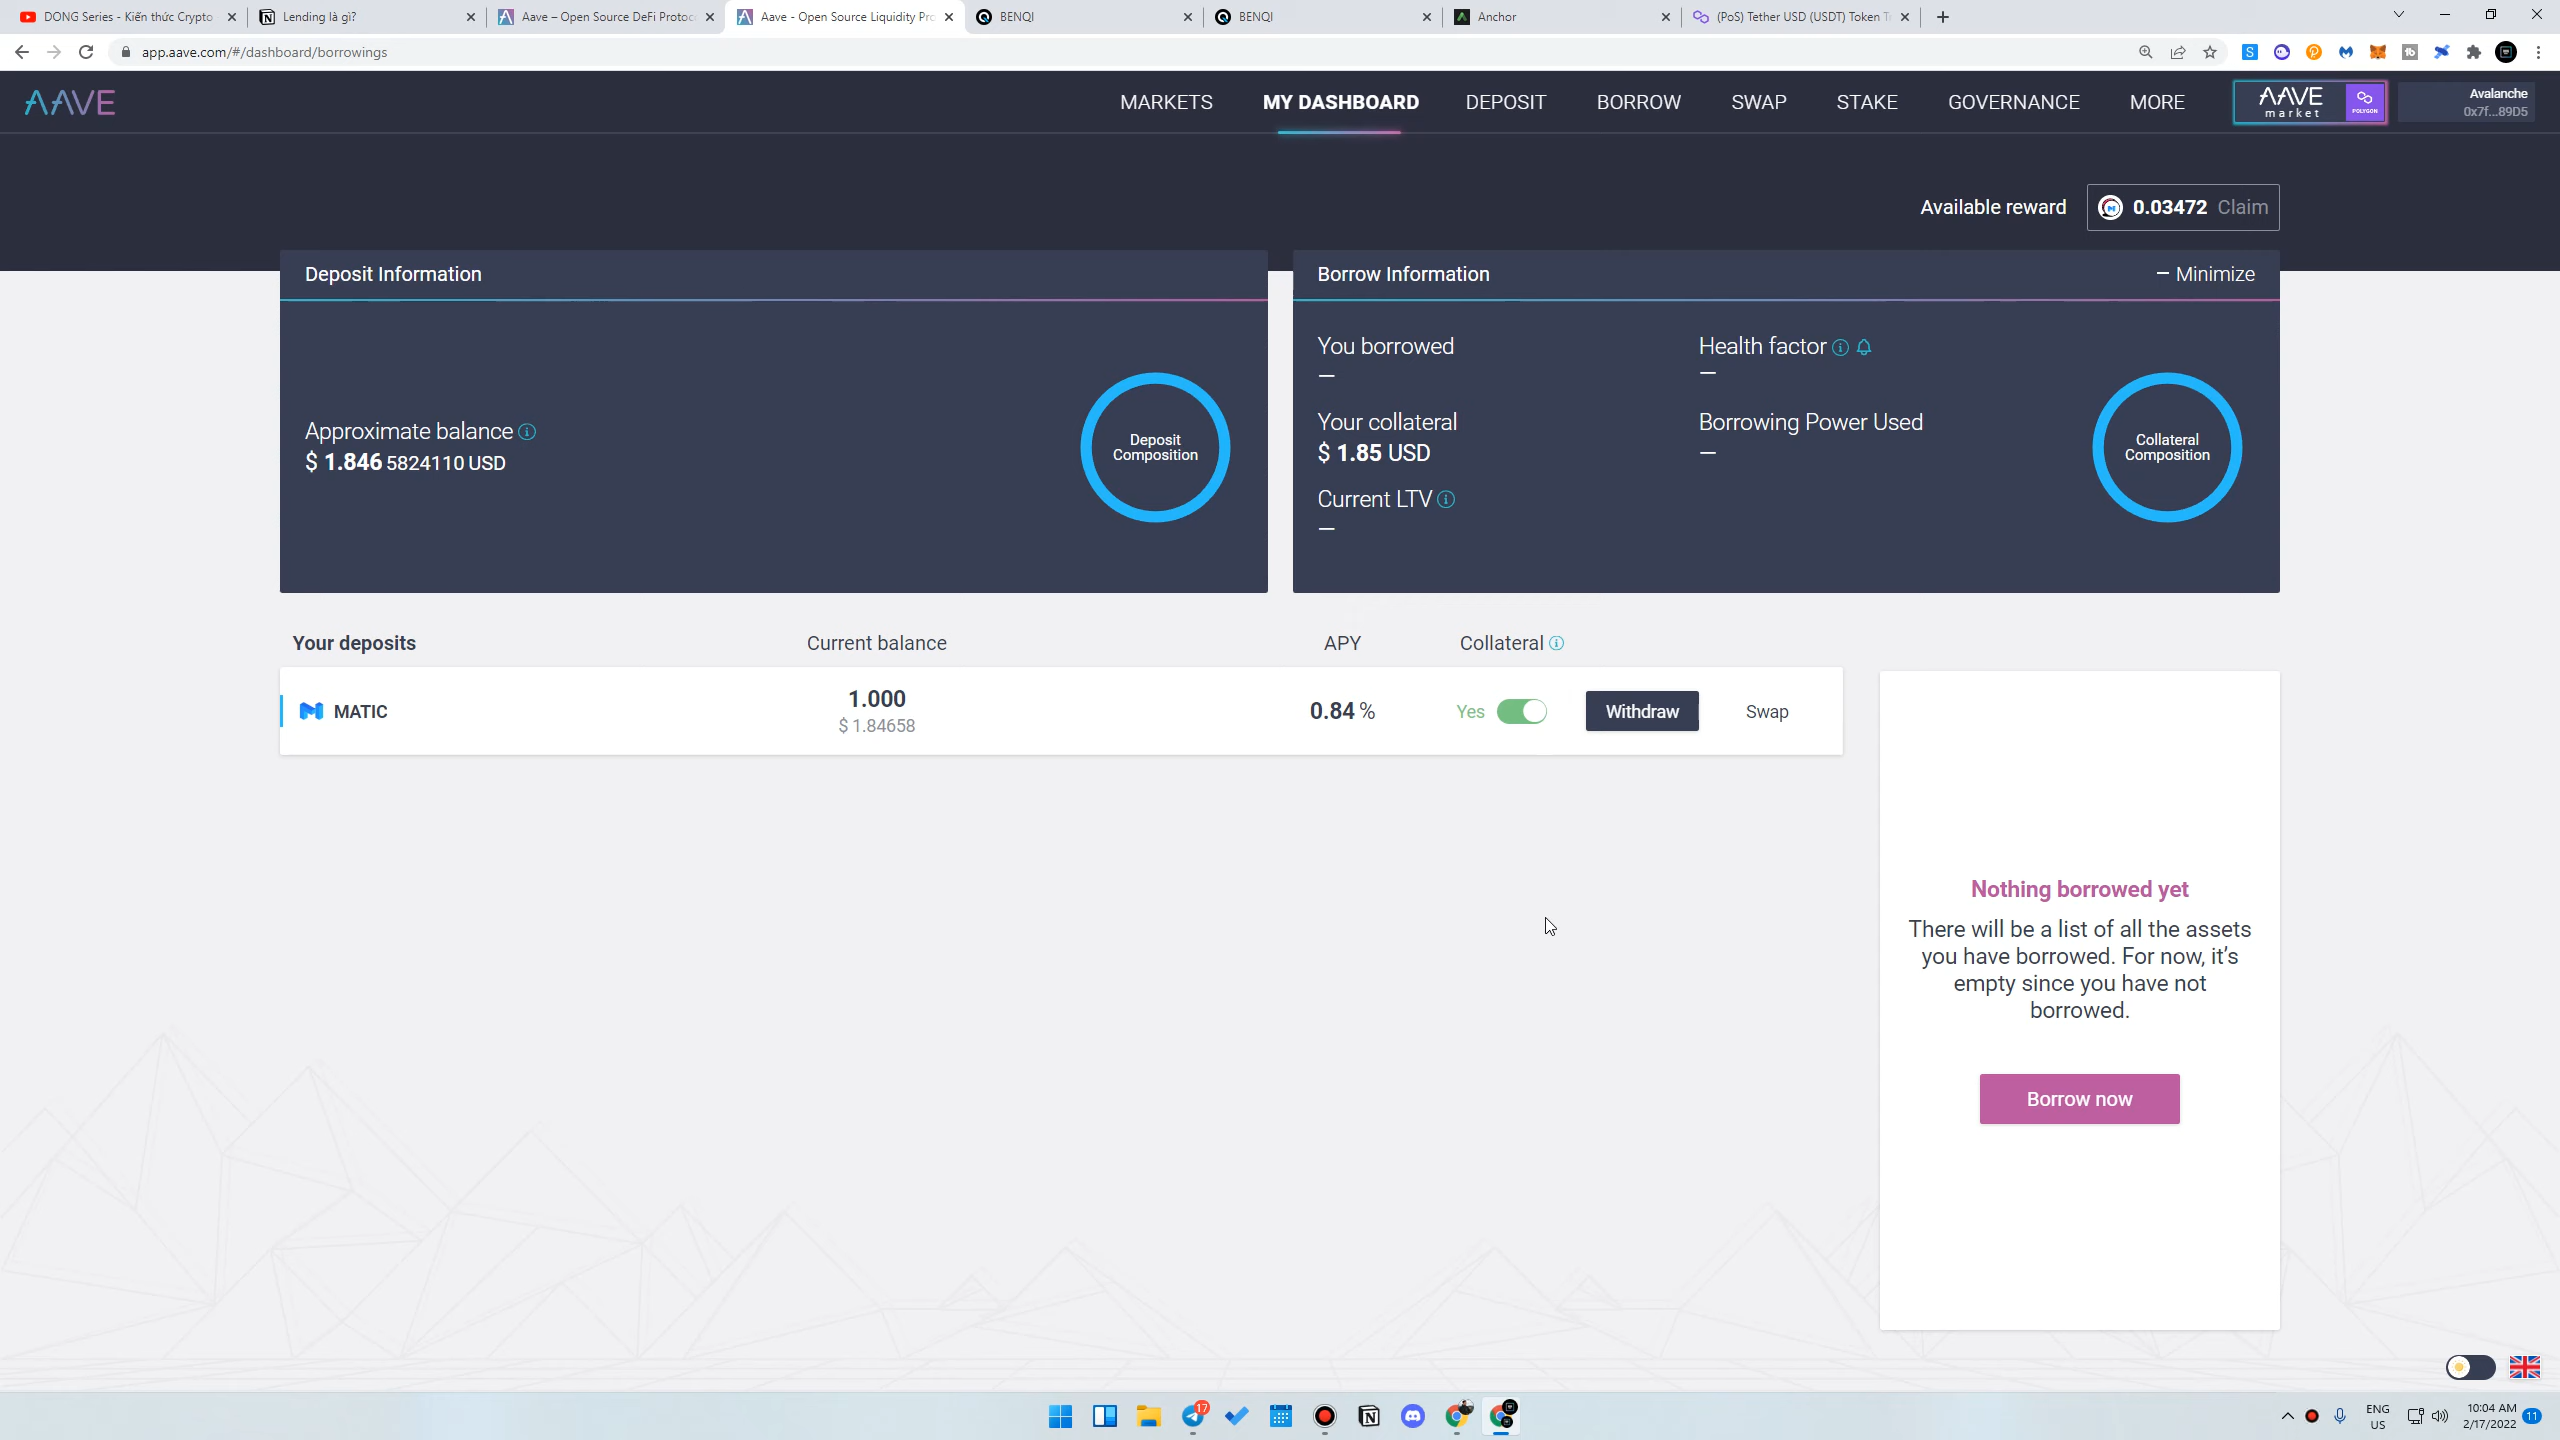 DONG Series - Kiến thức Crypto
Lending là gì?
Aave – Open Source DeFi Protoc
Aave - Open Source Liquidity Pro
BENQI
BENQI
Anchor
(PoS) Tether USD (USDT) Token T
app.aave.com/#/dashboard/borrowings
AAVE
MARKETS
MY DASHBOARD
DEPOSIT
BORROW
SWAP
STAKE
GOVERNANCE
MORE
AAVE
market
POLYGON
Avalanche
0x7f...89D5
Available reward
0.03472 Claim
Deposit Information
Approximate balance
$ 1.8465824110 USD
Deposit
Composition
Borrow Information
Minimize
You borrowed
—
Health factor
—
Your collateral
$ 1.85 USD
Borrowing Power Used
—
Current LTV
—
Collateral
Composition
Your deposits
Current balance
APY
Collateral
MATIC
1.000
$ 1.84658
0.84 %
Yes
Withdraw
Swap
Nothing borrowed yet
There will be a list of all the assets
you have borrowed. For now, it's
empty since you have not
borrowed.
Borrow now
17
ENG
US
10:04 AM
2/17/2022
11